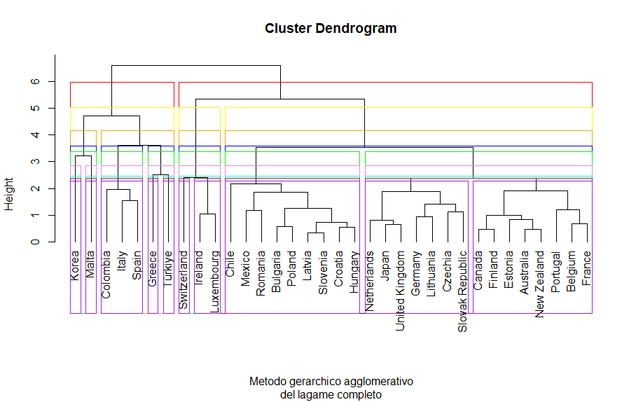 Cluster Dendrogram
Height
6
5
4
3
2
1
0
Korea
Malta
Colombia
Italy
Spain
Greece
Türkiye
Switzerland
Ireland
Luxembourg
Chile
Mexico
Romania
Bulgaria
Poland
Latvia
Slovenia
Croatia
Hungary
Netherlands
Japan
United Kingdom
Germany
Lithuania
Czechia
Slovak Republic
Canada
Finland
Estonia
Australia
New Zealand
Portugal
Belgium
France
Metodo gerarchico agglomerativo
del lagame completo